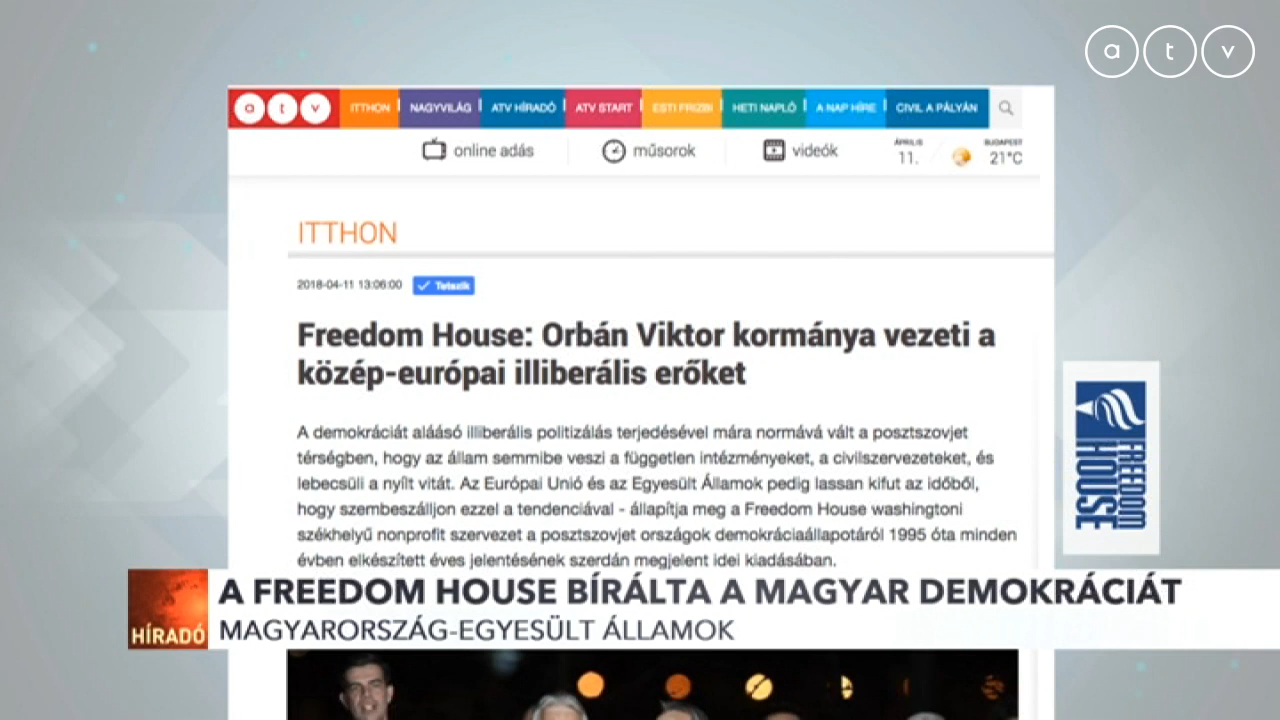 a t v
a t v ITTHON NAGYVILÁG ATV HÍRADÓ ATV START ESTI FRIZBI HETI NAPLÓ A NAP HÍRE CIVIL A PÁLYÁN
online adás műsorok videók ÁPRILIS 11. BUDAPEST 21°C
ITTHON
2018-04-11 13:06:00 Tetszik
Freedom House: Orbán Viktor kormánya vezeti a
közép-európai illiberális erőket
A demokráciát aláásó illiberális politizálás terjedésével mára normává vált a posztszovjet
térségben, hogy az állam semmibe veszi a független intézményeket, a civilszervezeteket, és
lebecsüli a nyílt vitát. Az Európai Unió és az Egyesült Államok pedig lassan kifut az időből,
hogy szembeszálljon ezzel a tendenciával - állapítja meg a Freedom House washingtoni
székhelyű nonprofit szervezet a posztszovjet országok demokráciaállapotáról 1995 óta minden
évben elkészített éves jelentésének szerdán megjelent idei kiadásában.
FREEDOM
HOUSE
A FREEDOM HOUSE BÍRÁLTA A MAGYAR DEMOKRÁCIÁT
HÍRADÓ MAGYARORSZÁG-EGYESÜLT ÁLLAMOK